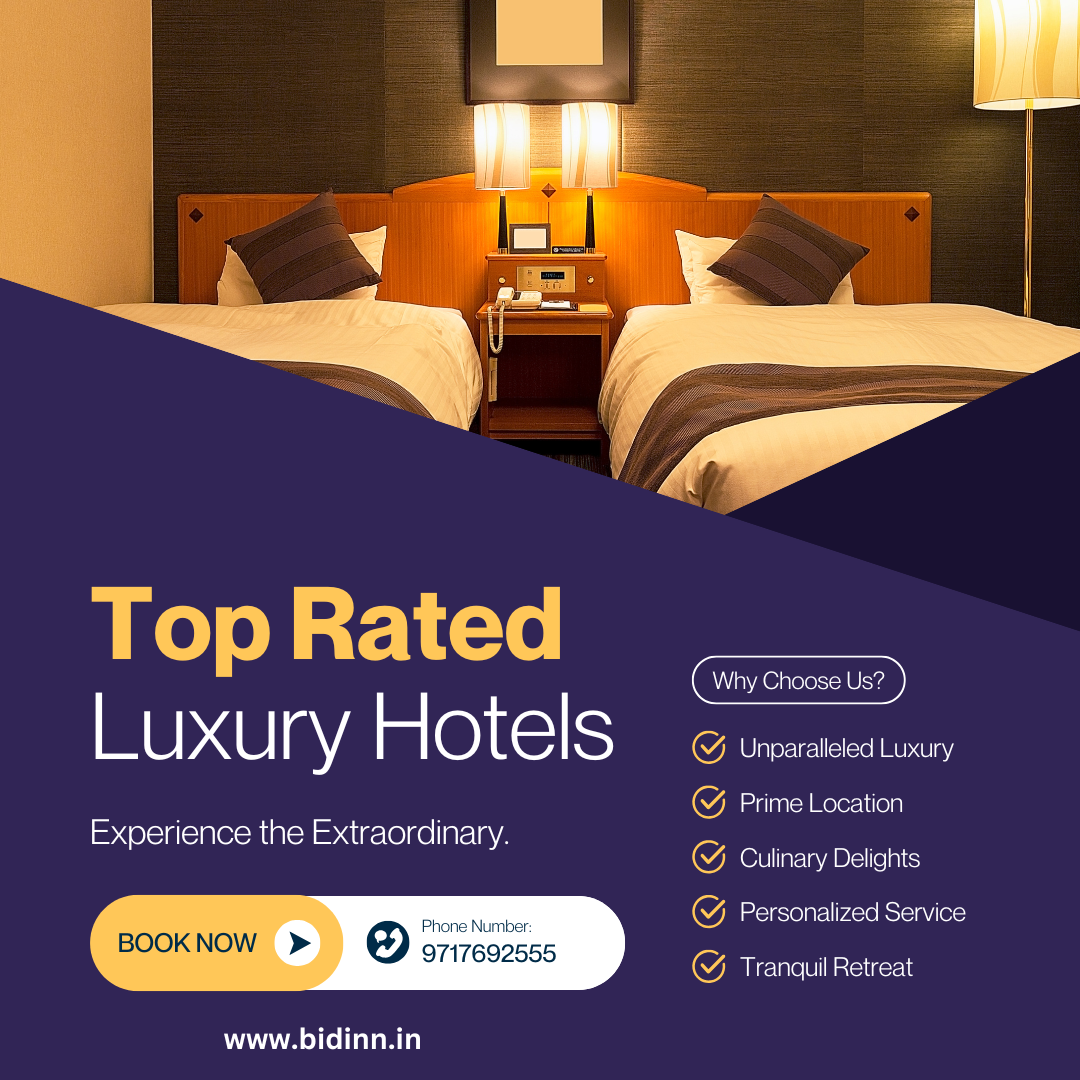 Top Rated
Luxury Hotels
Experience the Extraordinary.
BOOK NOW
Phone Number:
9717692555
www.bidinn.in
Why Choose Us?
Unparalleled Luxury
Prime Location
Culinary Delights
Personalized Service
Tranquil Retreat